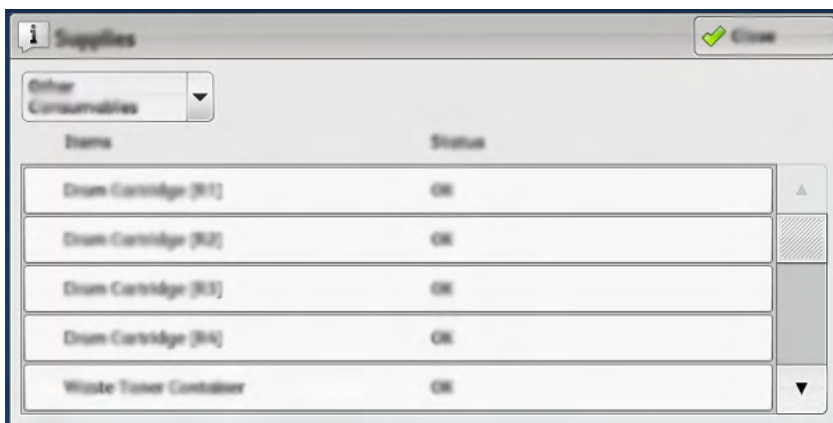 Supplies
Close
Other
Consumables
Items Status
Drum Cartridge [R1] OK
Drum Cartridge [R2] OK
Drum Cartridge [R3] OK
Drum Cartridge [R4] OK
Waste Toner Container OK